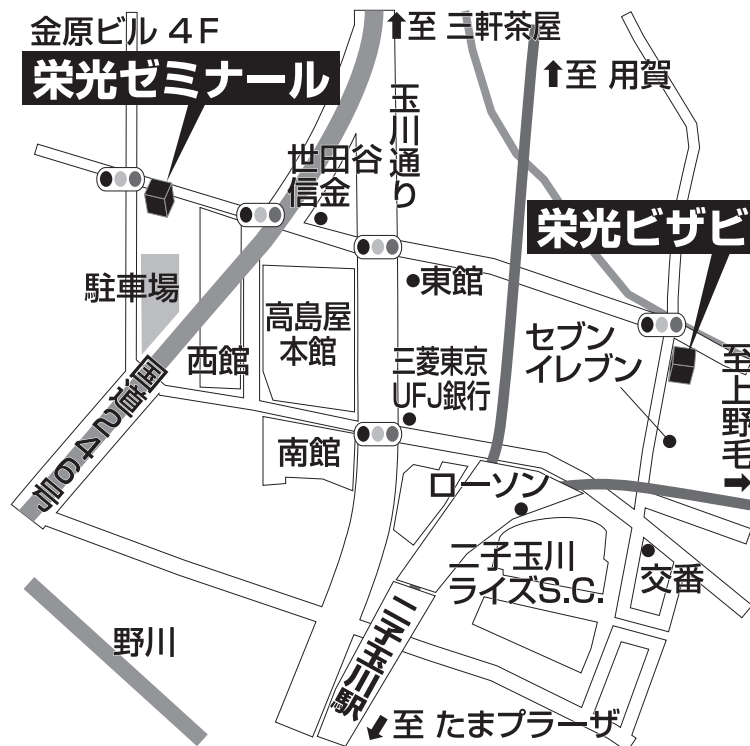 金原ビル 4F
栄光ゼミナール
⬆至 三軒茶屋
⬆至 用賀
玉川通り
世田谷
信金
栄光ビザビ
駐車場
東館
高島屋
本館
西館
三菱東京
UFJ銀行
セブン
イレブン
至上野毛➡
国道246号
南館
ローソン
二子玉川
ライズS.C.
交番
二子玉川駅
野川
⬇至 たまプラーザ